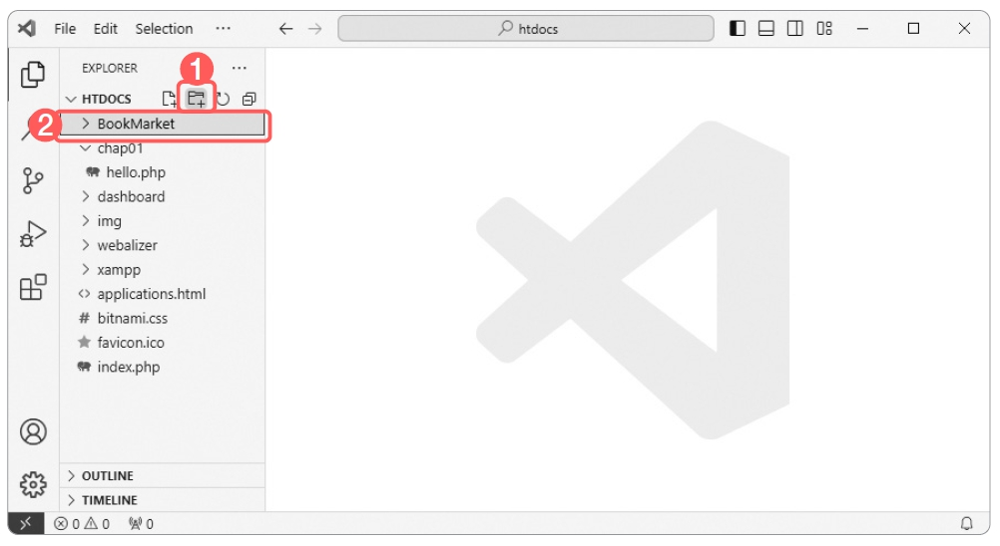 File Edit Selection ··· htdocs
EXPLORER ···
1
HTDOCS
2
BookMarket
chap01
hello.php
dashboard
img
webalizer
xampp
applications.html
bitnami.css
favicon.ico
index.php
OUTLINE
TIMELINE
0 0 0